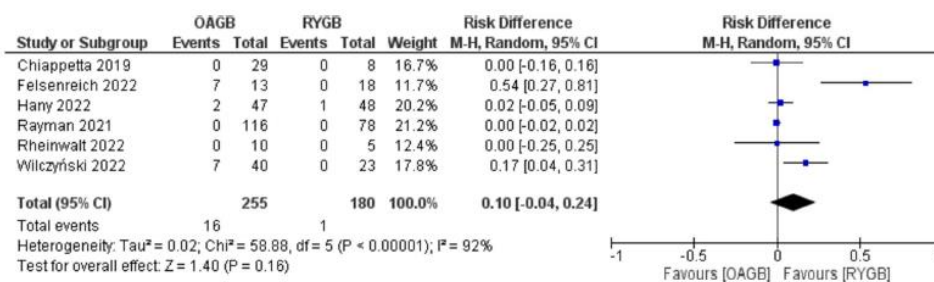 OAGB RYGB Risk Difference Risk Difference
Study or Subgroup Events Total Events Total Weight M-H, Random, 95% CI M-H, Random, 95% CI
Chiappetta 2019 0 29 0 8 16.7% 0.00 [-0.16, 0.16]
Felsenreich 2022 7 13 0 18 11.7% 0.54 [0.27, 0.81]
Hany 2022 2 47 1 48 20.2% 0.02 [-0.05, 0.09]
Rayman 2021 0 116 0 78 21.2% 0.00 [-0.02, 0.02]
Rheinwalt 2022 0 10 0 5 12.4% 0.00 [-0.25, 0.25]
Wilczyński 2022 7 40 0 23 17.8% 0.17 [0.04, 0.31]
Total (95% CI) 255 180 100.0% 0.10 [-0.04, 0.24]
Total events 16 1
Heterogeneity: Tau² = 0.02; Chi² = 58.88, df = 5 (P < 0.00001); I² = 92%
Test for overall effect: Z = 1.40 (P = 0.16)
-1 -0.5 0 0.5 1
Favours [OAGB] Favours [RYGB]